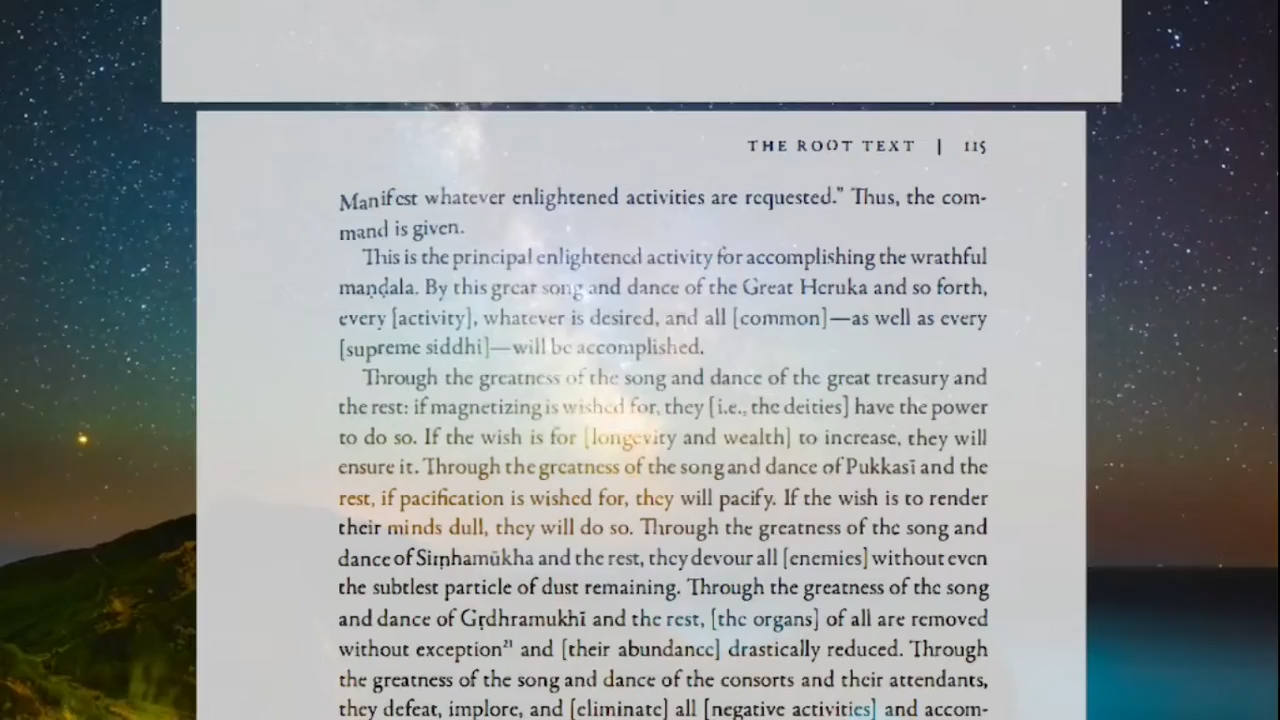 THE ROOT TEXT | 115
Manifest whatever enlightened activities are requested.” Thus, the com-
mand is given.
This is the principal enlightened activity for accomplishing the wrathful
maṇḍala. By this great song and dance of the Great Heruka and so forth,
every [activity], whatever is desired, and all [common]—as well as every
[supreme siddhi]—will be accomplished.
Through the greatness of the song and dance of the great treasury and
the rest: if magnetizing is wished for, they [i.e., the deities] have the power
to do so. If the wish is for [longevity and wealth] to increase, they will
ensure it. Through the greatness of the song and dance of Pukkasī and the
rest, if pacification is wished for, they will pacify. If the wish is to render
their minds dull, they will do so. Through the greatness of the song and
dance of Siṃhamūkha and the rest, they devour all [enemies] without even
the subtlest particle of dust remaining. Through the greatness of the song
and dance of Gṛdhramukhī and the rest, [the organs] of all are removed
without exception²¹ and [their abundance] drastically reduced. Through
the greatness of the song and dance of the consorts and their attendants,
they defeat, implore, and [eliminate] all [negative activities] and accom-